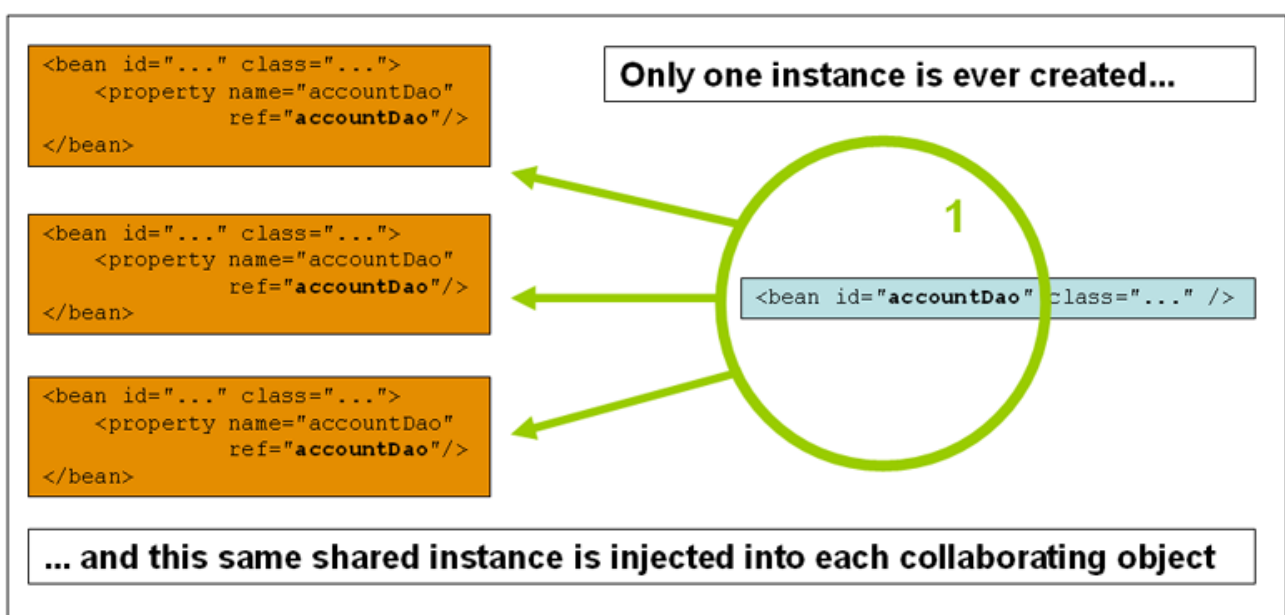 <bean id="..." class="...">
    <property name="accountDao"
              ref="accountDao"/>
</bean>
Only one instance is ever created...
1
<bean id="..." class="...">
    <property name="accountDao"
              ref="accountDao"/>
</bean>
<bean id="accountDao" class="..." />
<bean id="..." class="...">
    <property name="accountDao"
              ref="accountDao"/>
</bean>
... and this same shared instance is injected into each collaborating object